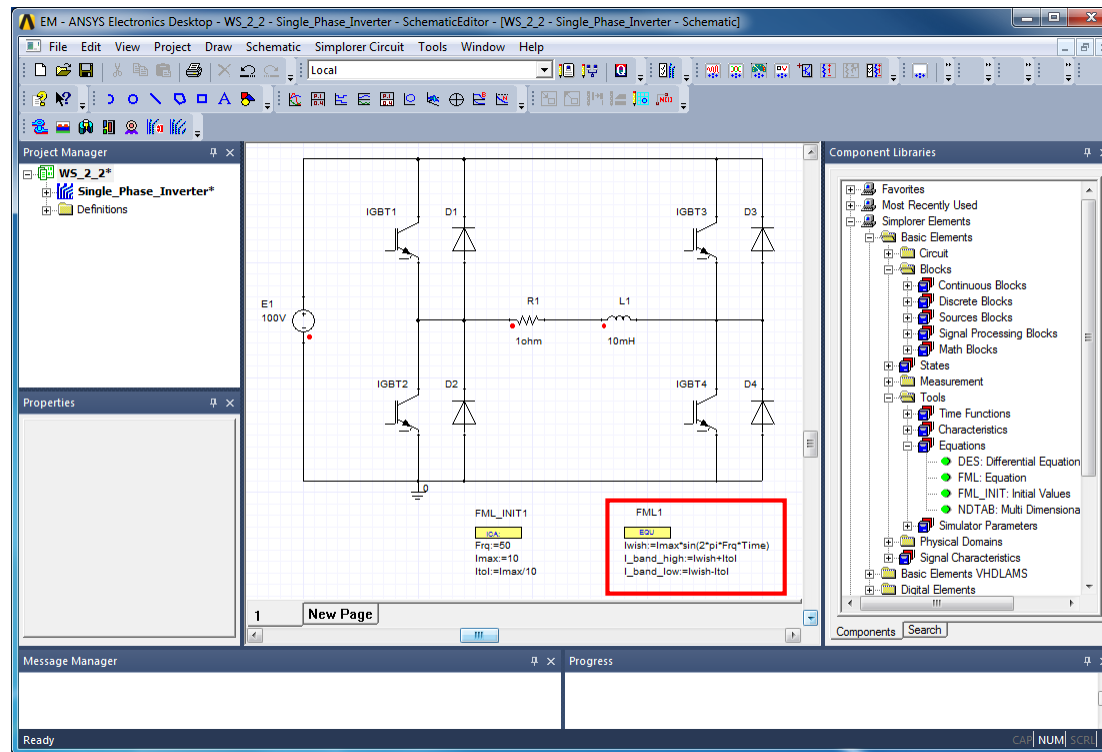 EM - ANSYS Electronics Desktop - WS_2_2 - Single_Phase_Inverter - SchematicEditor - [WS_2_2 - Single_Phase_Inverter - Schematic]
File Edit View Project Draw Schematic Simplorer Circuit Tools Window Help
Local
Project Manager
WS_2_2*
Single_Phase_Inverter*
Definitions
Properties
IGBT1 D1 IGBT3 D3
E1
100V
R1 L1
1ohm 10mH
IGBT2 D2 IGBT4 D4
0
FML_INIT1
ICA:
Frq:=50
Imax:=10
Itol:=Imax/10
FML1
EQU
Iwish:=Imax*sin(2*pi*Frq*Time)
I_band_high:=Iwish+Itol
I_band_low:=Iwish-Itol
1 New Page
Component Libraries
Favorites
Most Recently Used
Simplorer Elements
Basic Elements
Circuit
Blocks
Continuous Blocks
Discrete Blocks
Sources Blocks
Signal Processing Blocks
Math Blocks
States
Measurement
Tools
Time Functions
Characteristics
Equations
DES: Differential Equation
FML: Equation
FML_INIT: Initial Values
NDTAB: Multi Dimensiona
Simulator Parameters
Physical Domains
Signal Characteristics
Basic Elements VHDLAMS
Digital Elements
Components Search
Message Manager
Progress
Ready
CAP NUM SCRL